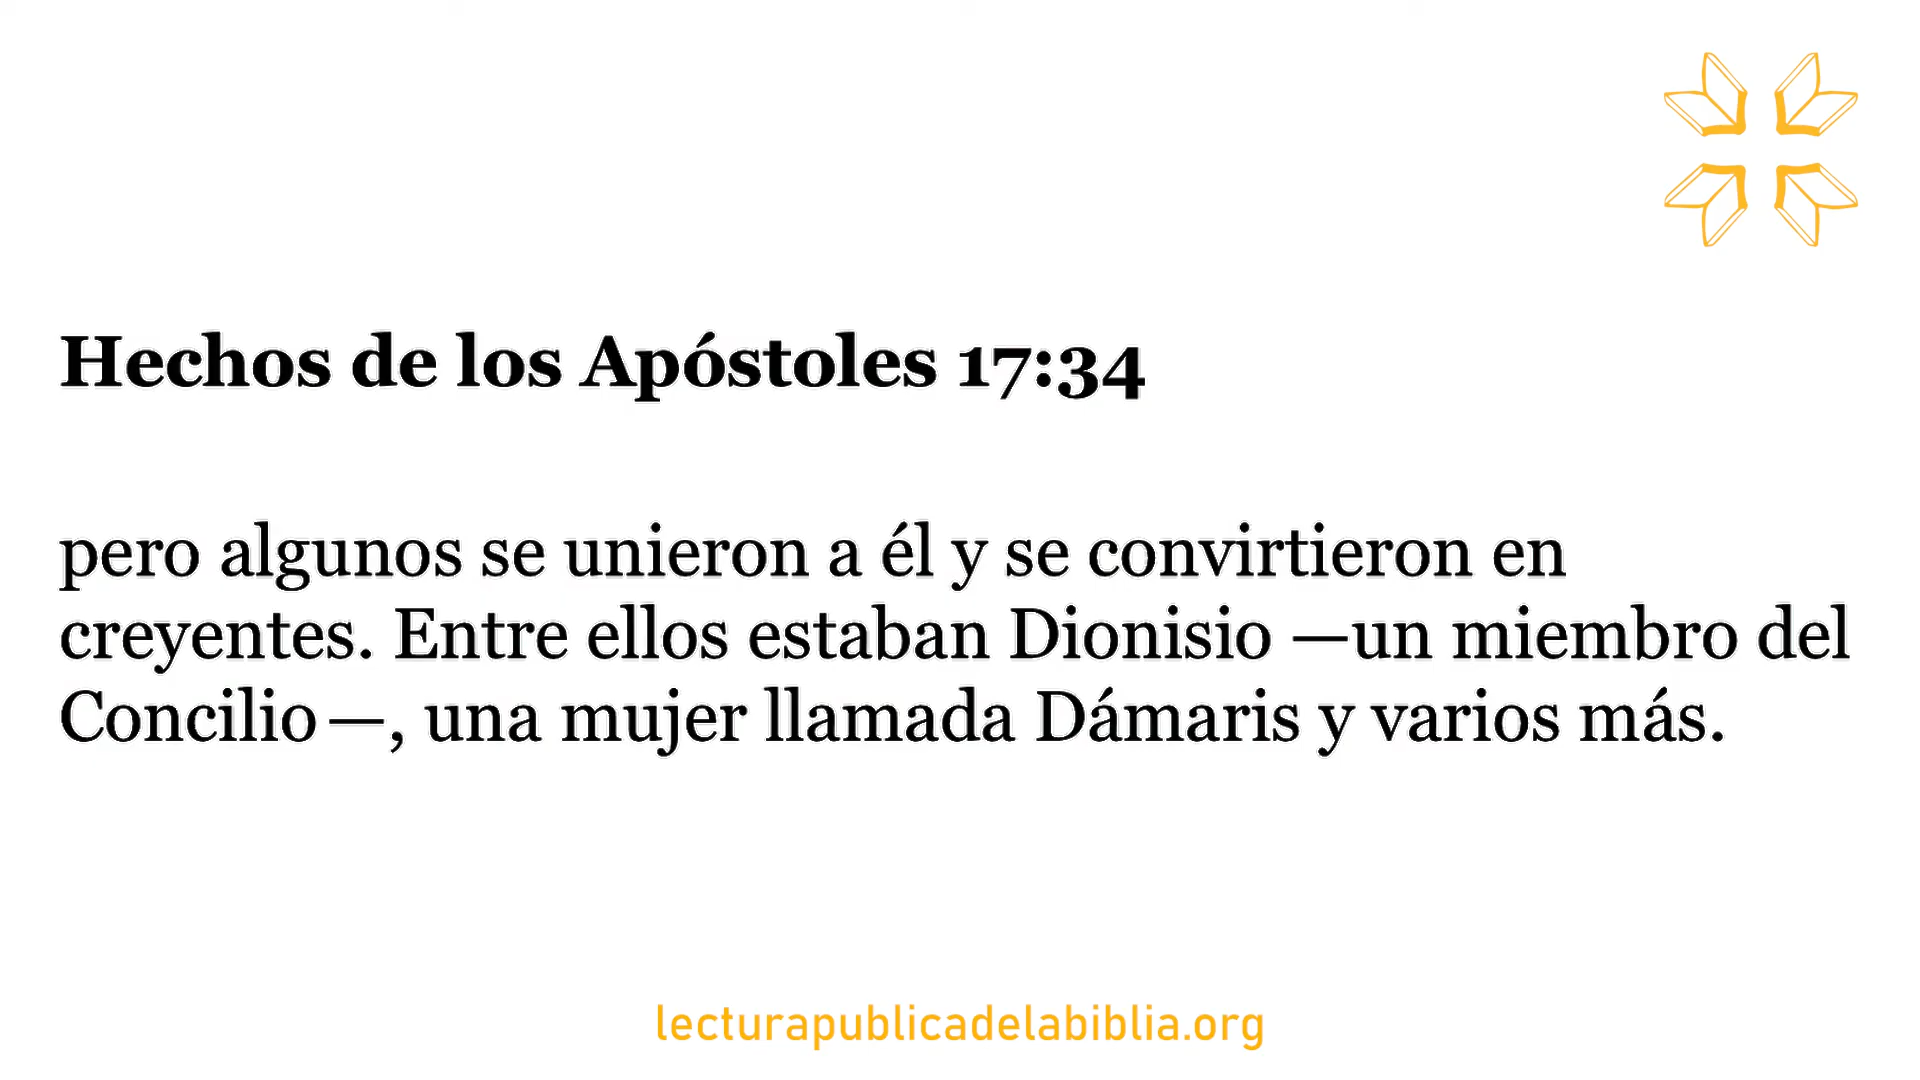 Hechos de los Apóstoles 17:34
pero algunos se unieron a él y se convirtieron en
creyentes. Entre ellos estaban Dionisio —un miembro del
Concilio —, una mujer llamada Dámaris y varios más.
lecturapublicadelabiblia.org